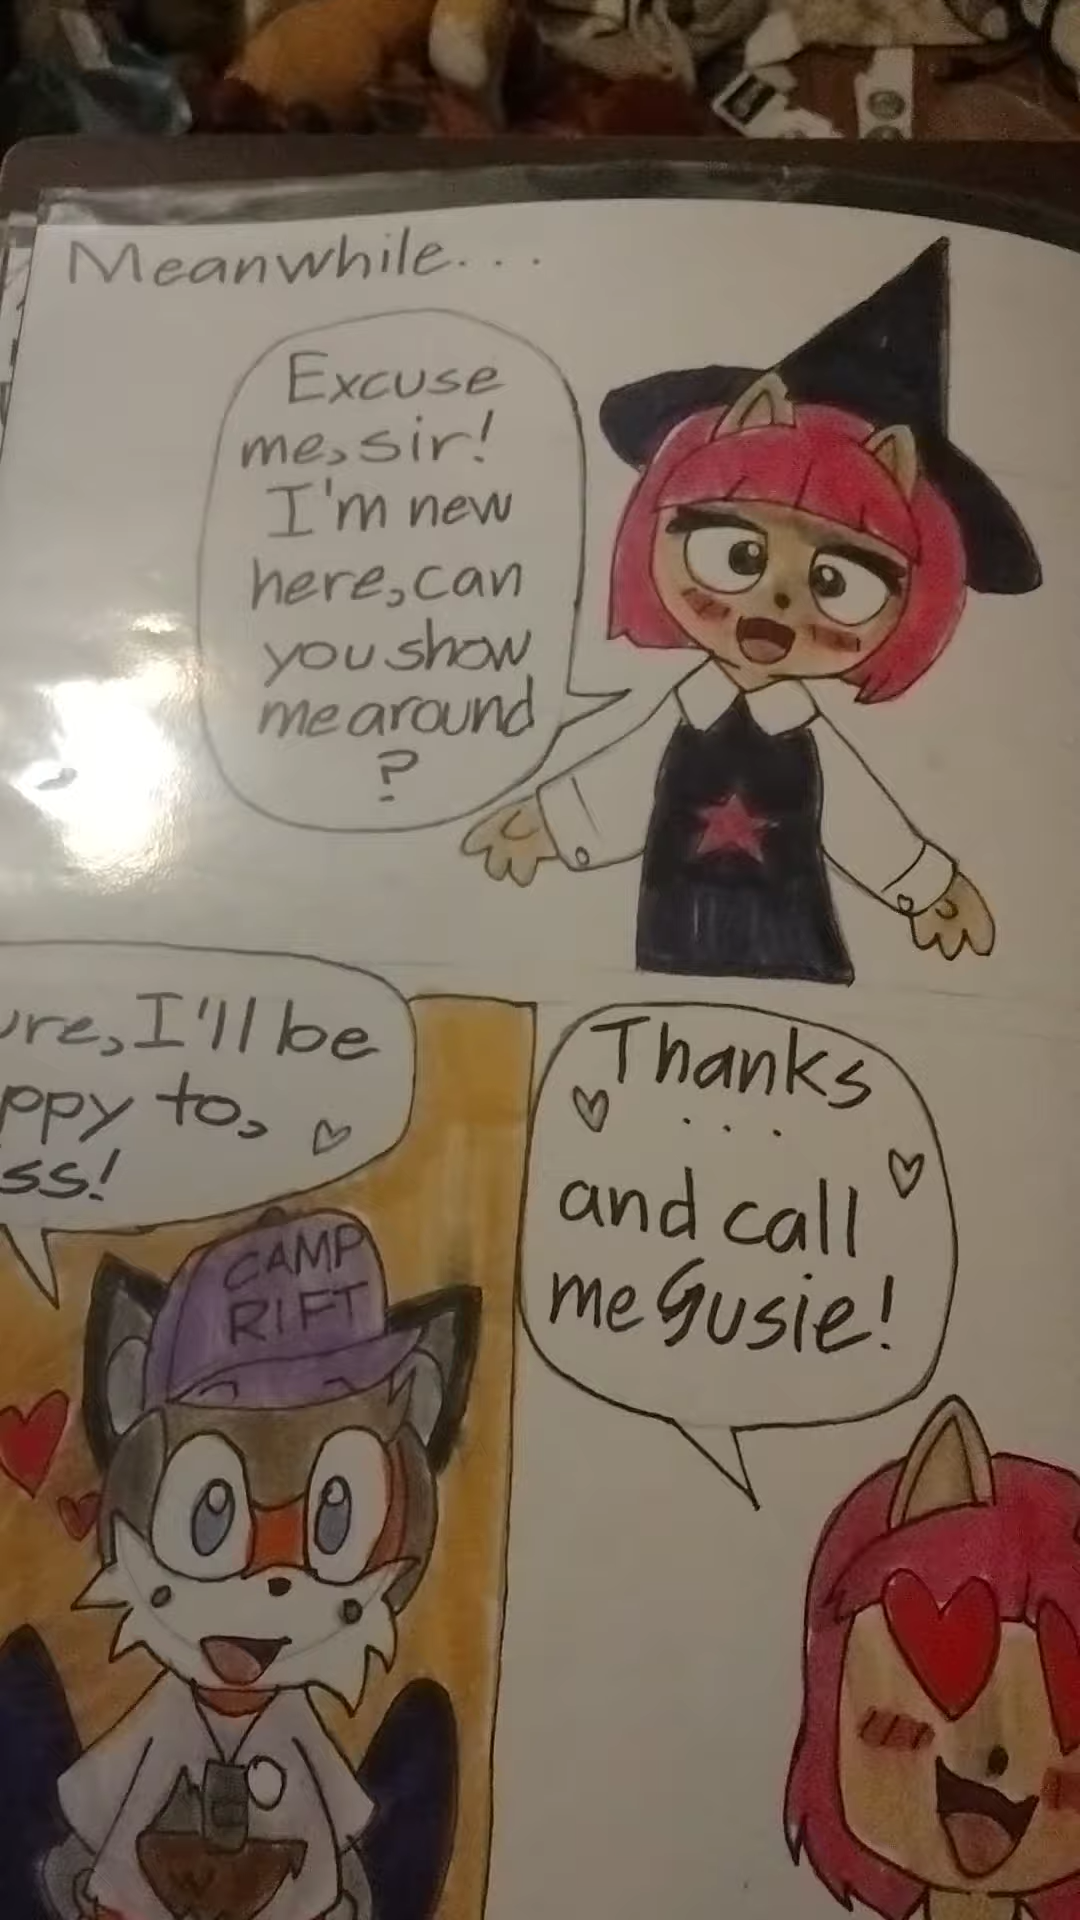 Meanwhile...
Excuse
me, sir!
I'm new
here, can
you show
me around
?
ure, I'll be
ppy to,
ss!
Thanks
...
and call
me Gusie!
CAMP
RIFT